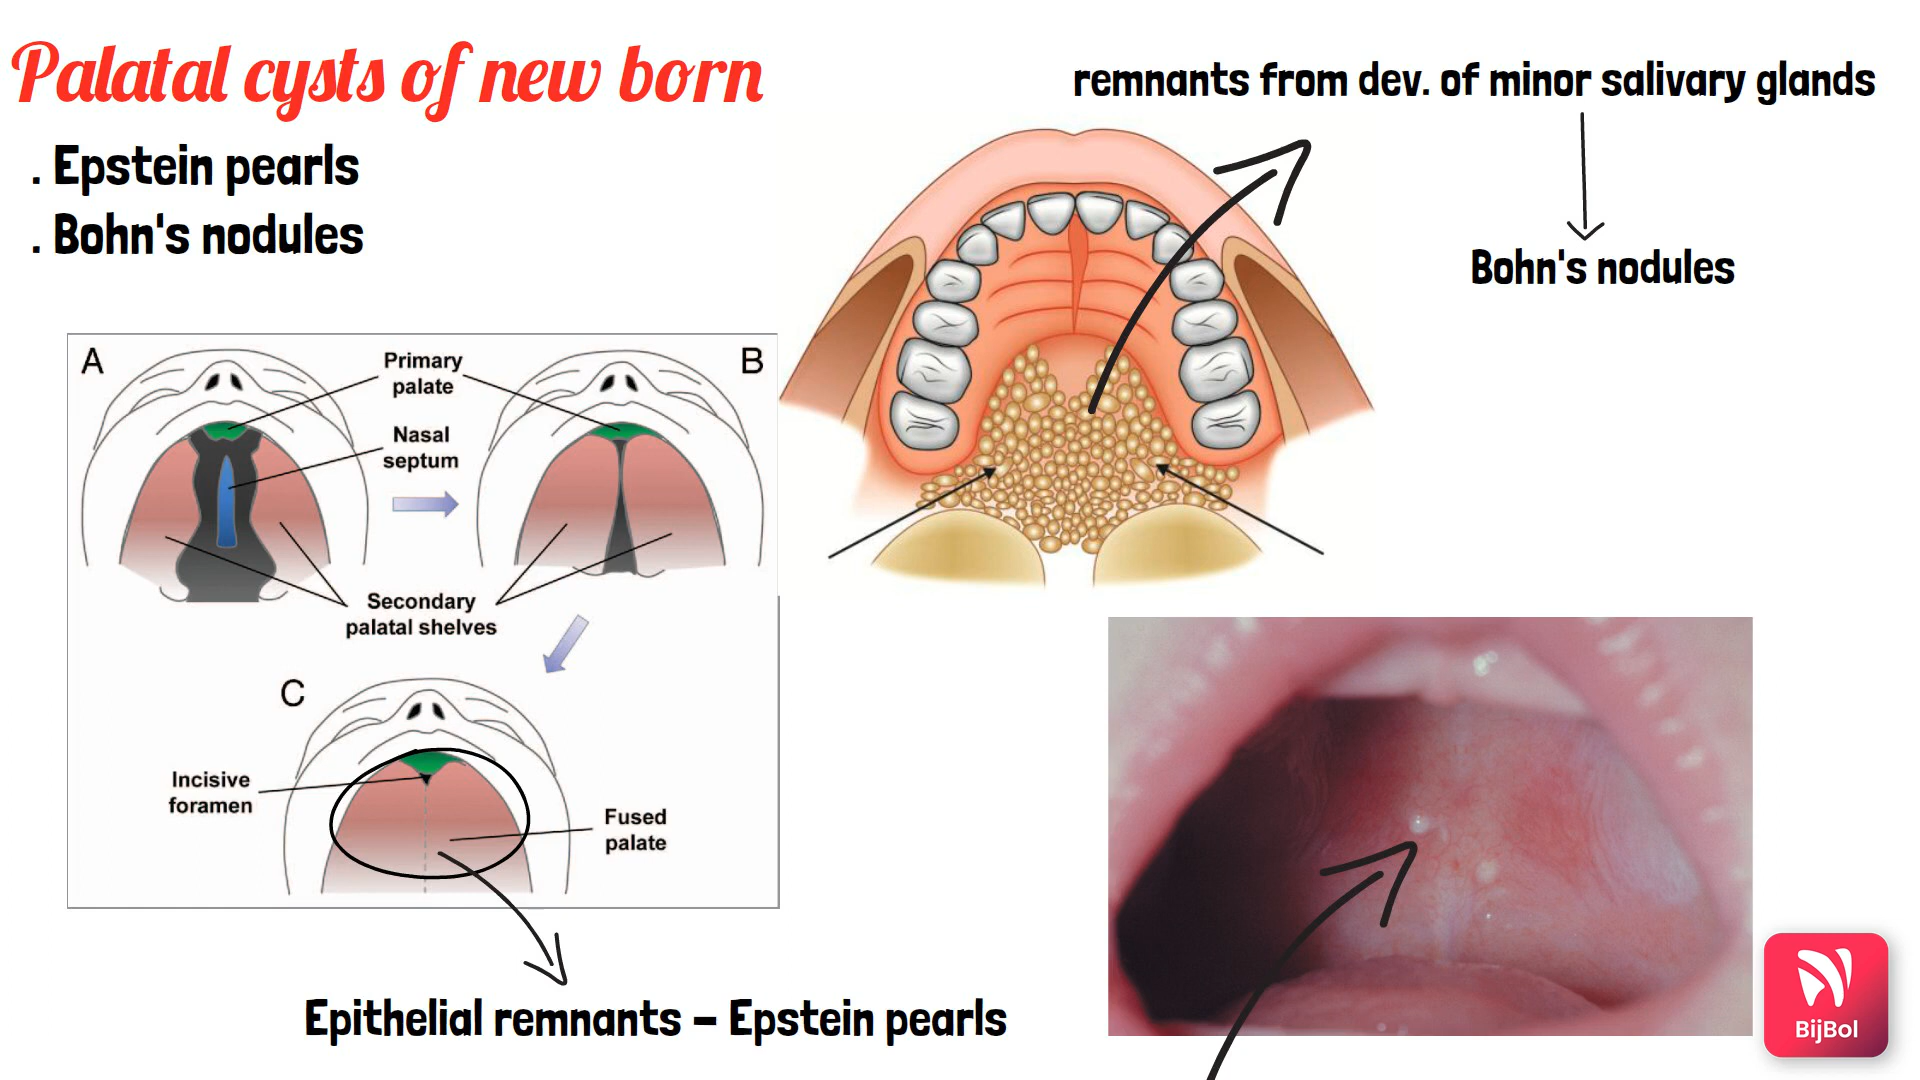 Palatal cysts of new born
. Epstein pearls
. Bohn's nodules
remnants from dev. of minor salivary glands
Bohn's nodules
A
B
Primary
palate
Nasal
septum
Secondary
palatal shelves
C
Incisive
foramen
Fused
palate
Epithelial remnants - Epstein pearls
BijBol